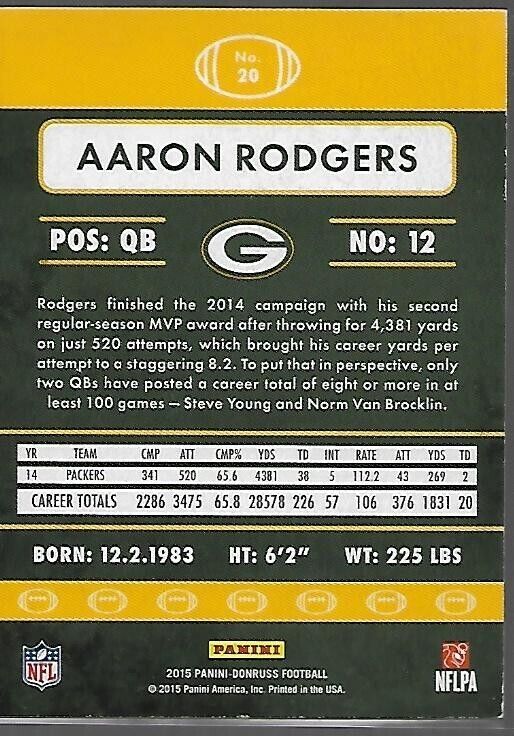 No.
20
AARON RODGERS
POS: QB
G
NO: 12
Rodgers finished the 2014 campaign with his second
regular-season MVP award after throwing for 4,381 yards
on just 520 attempts, which brought his career yards per
attempt to a staggering 8.2. To put that in perspective, only
two QBs have posted a career total of eight or more in at
least 100 games – Steve Young and Norm Van Brocklin.
YR TEAM CMP ATT CMP% YDS TD INT RATE ATT YDS TD
14 PACKERS 341 520 65.6 4381 38 5 112.2 43 269 2
CAREER TOTALS 2286 3475 65.8 28578 226 57 106 376 1831 20
BORN: 12.2.1983 HT: 6'2" WT: 225 LBS
NFL
PANINI
2015 PANINI-DONRUSS FOOTBALL
© 2015 Panini America, Inc. Printed in the USA.
NFLPA